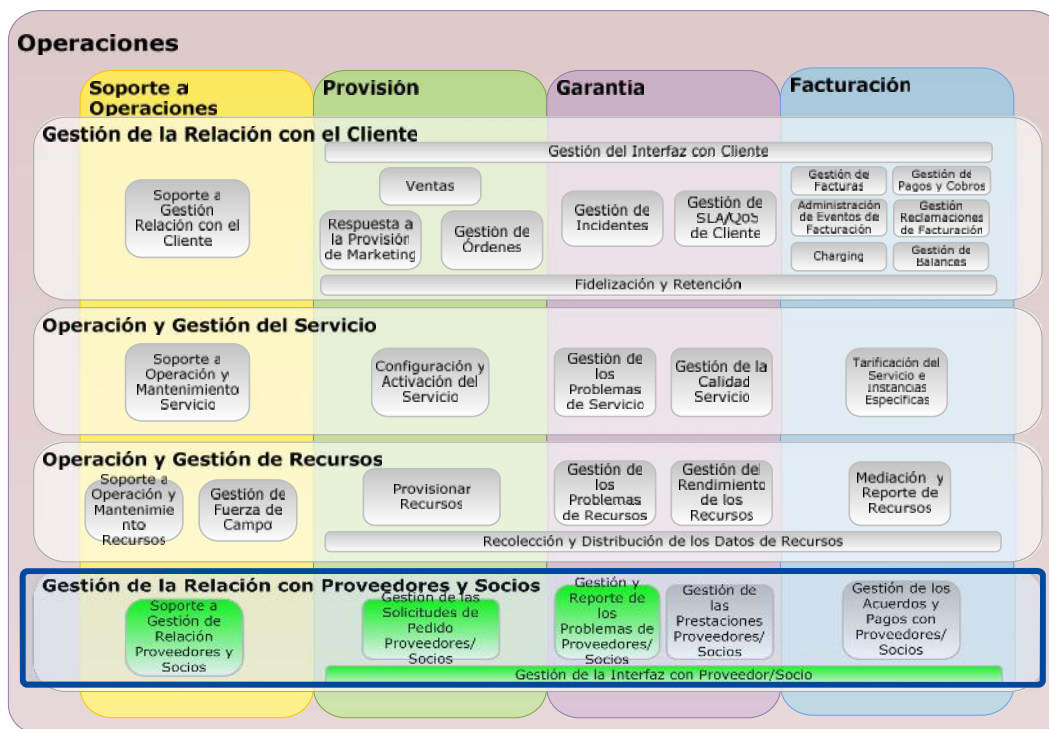 Operaciones
Soporte a
Operaciones
Provisión
Garantia
Facturación
Gestión de la Relación con el Cliente
Gestión del Interfaz con Cliente
Soporte a
Gestión
Relación con el
Cliente
Ventas
Respuesta a
la Provisión
de Marketing
Gestión de
Órdenes
Gestión de
Incidentes
Gestión de
SLA/QoS
de Cliente
Gestión de
Facturas
Gestión de
Pagos y Cobros
Administración
de Eventos de
Facturación
Gestión
Reclamaciones
de Facturación
Charging
Gestión de
Balances
Fidelización y Retención
Operación y Gestión del Servicio
Soporte a
Operación y
Mantenimiento
Servicio
Configuración y
Activación del
Servicio
Gestión de
los
Problemas
de Servicio
Gestión de la
Calidad
Servicio
Tarificación del
Servicio e
Instancias
Especificas
Operación y Gestión de Recursos
Soporte a
Operación y
Mantenimie
nto
Recursos
Gestión de
Fuerza de
Campo
Provisionar
Recursos
Gestión de
los
Problemas
de Recursos
Gestión del
Rendimiento
de los
Recursos
Mediación y
Reporte de
Recursos
Recolección y Distribución de los Datos de Recursos
Gestión de la Relación con Proveedores y Socios
Soporte a
Gestión de
Relación
Proveedores y
Socios
Gestión de las
Solicitudes de
Pedido
Proveedores/
Socios
Gestión y
Reporte de
los
Problemas de
Proveedores/
Socios
Gestión de
las
Prestaciones
Proveedores/
Socios
Gestión de los
Acuerdos y
Pagos con
Proveedores/
Socios
Gestión de la Interfaz con Proveedor/Socio